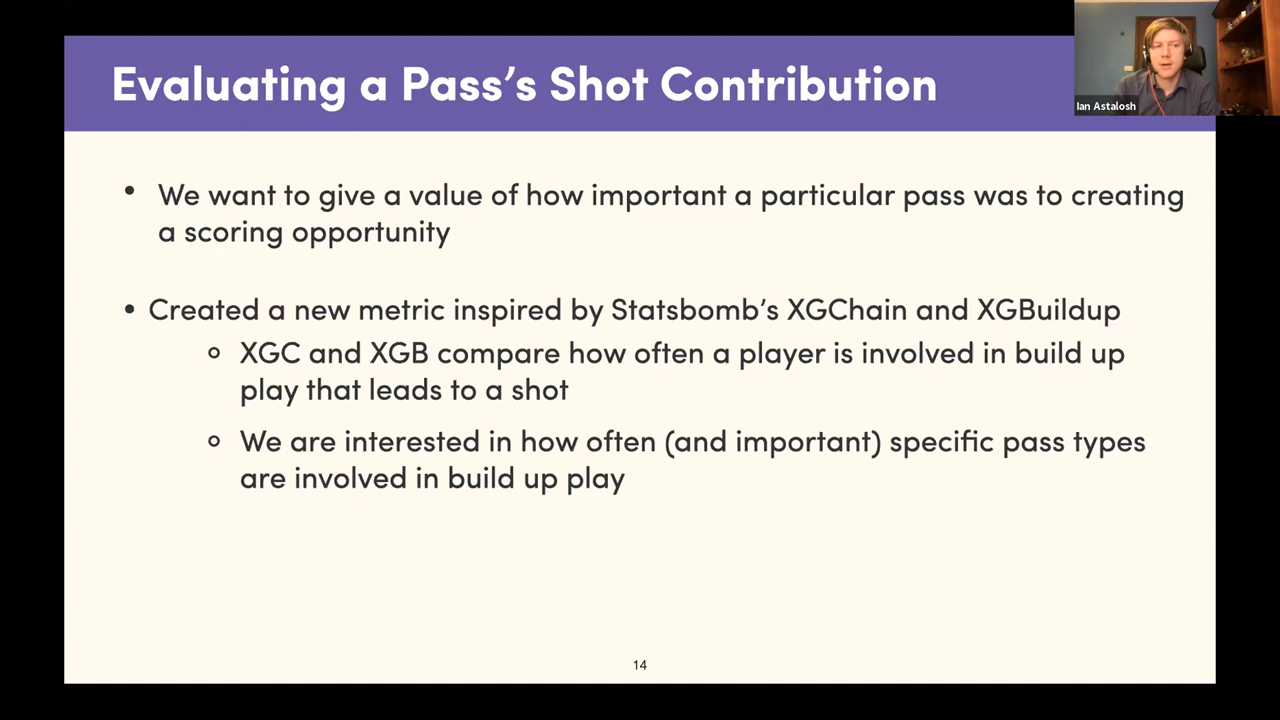 Evaluating a Pass's Shot Contribution
Ian Astalosh
• We want to give a value of how important a particular pass was to creating
a scoring opportunity
• Created a new metric inspired by Statsbomb's XGChain and XGBuildup
o XGC and XGB compare how often a player is involved in build up
play that leads to a shot
o We are interested in how often (and important) specific pass types
are involved in build up play
14